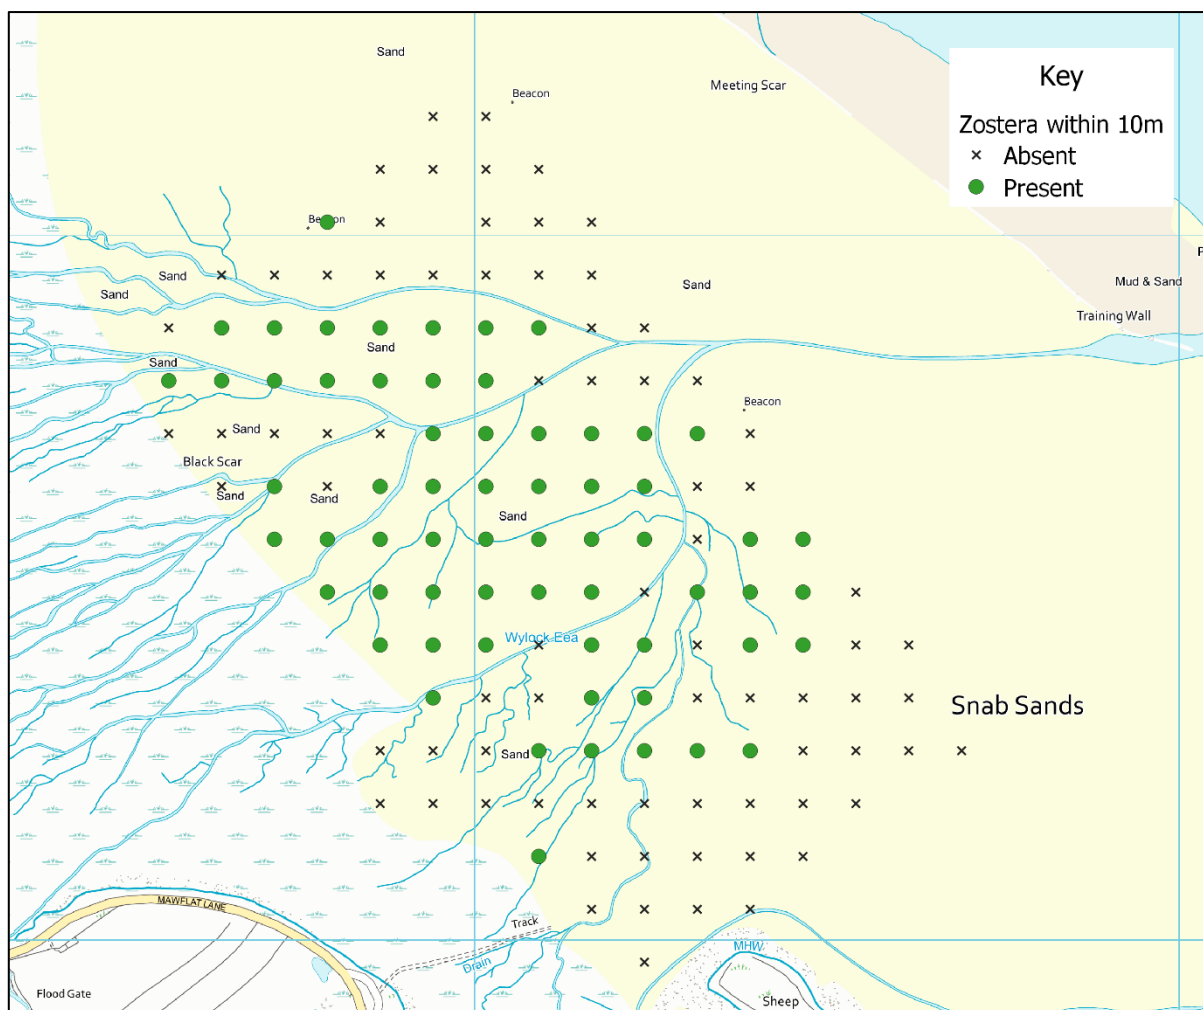 Sand
Meeting Scar
Beacon
Key
Zostera within 10m
Absent
Present
Beacon
Sand
Sand
Sand
Mud & Sand
Training Wall
Sand
Sand
Beacon
Sand
Black Scar
Sand
Sand
Sand
Wylock Eea
Snab Sands
Sand
MAWFLAT LANE
Track
Drain
MHW
Flood Gate
Sheep